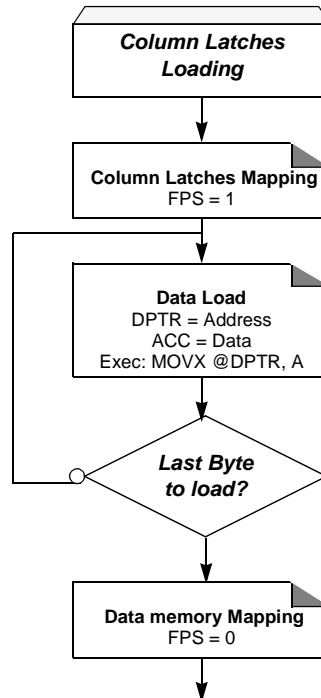 Column Latches
Loading
Column Latches Mapping
FPS = 1
Data Load
DPTR = Address
ACC = Data
Exec: MOVX @DPTR, A
Last Byte
to load?
Data memory Mapping
FPS = 0